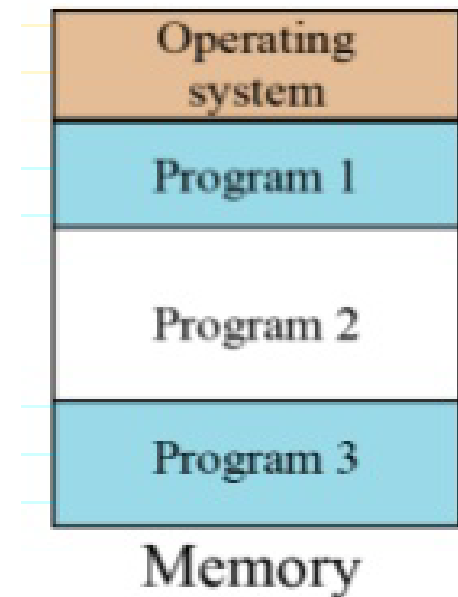 Operating
system
Program 1
Program 2
Program 3
Memory